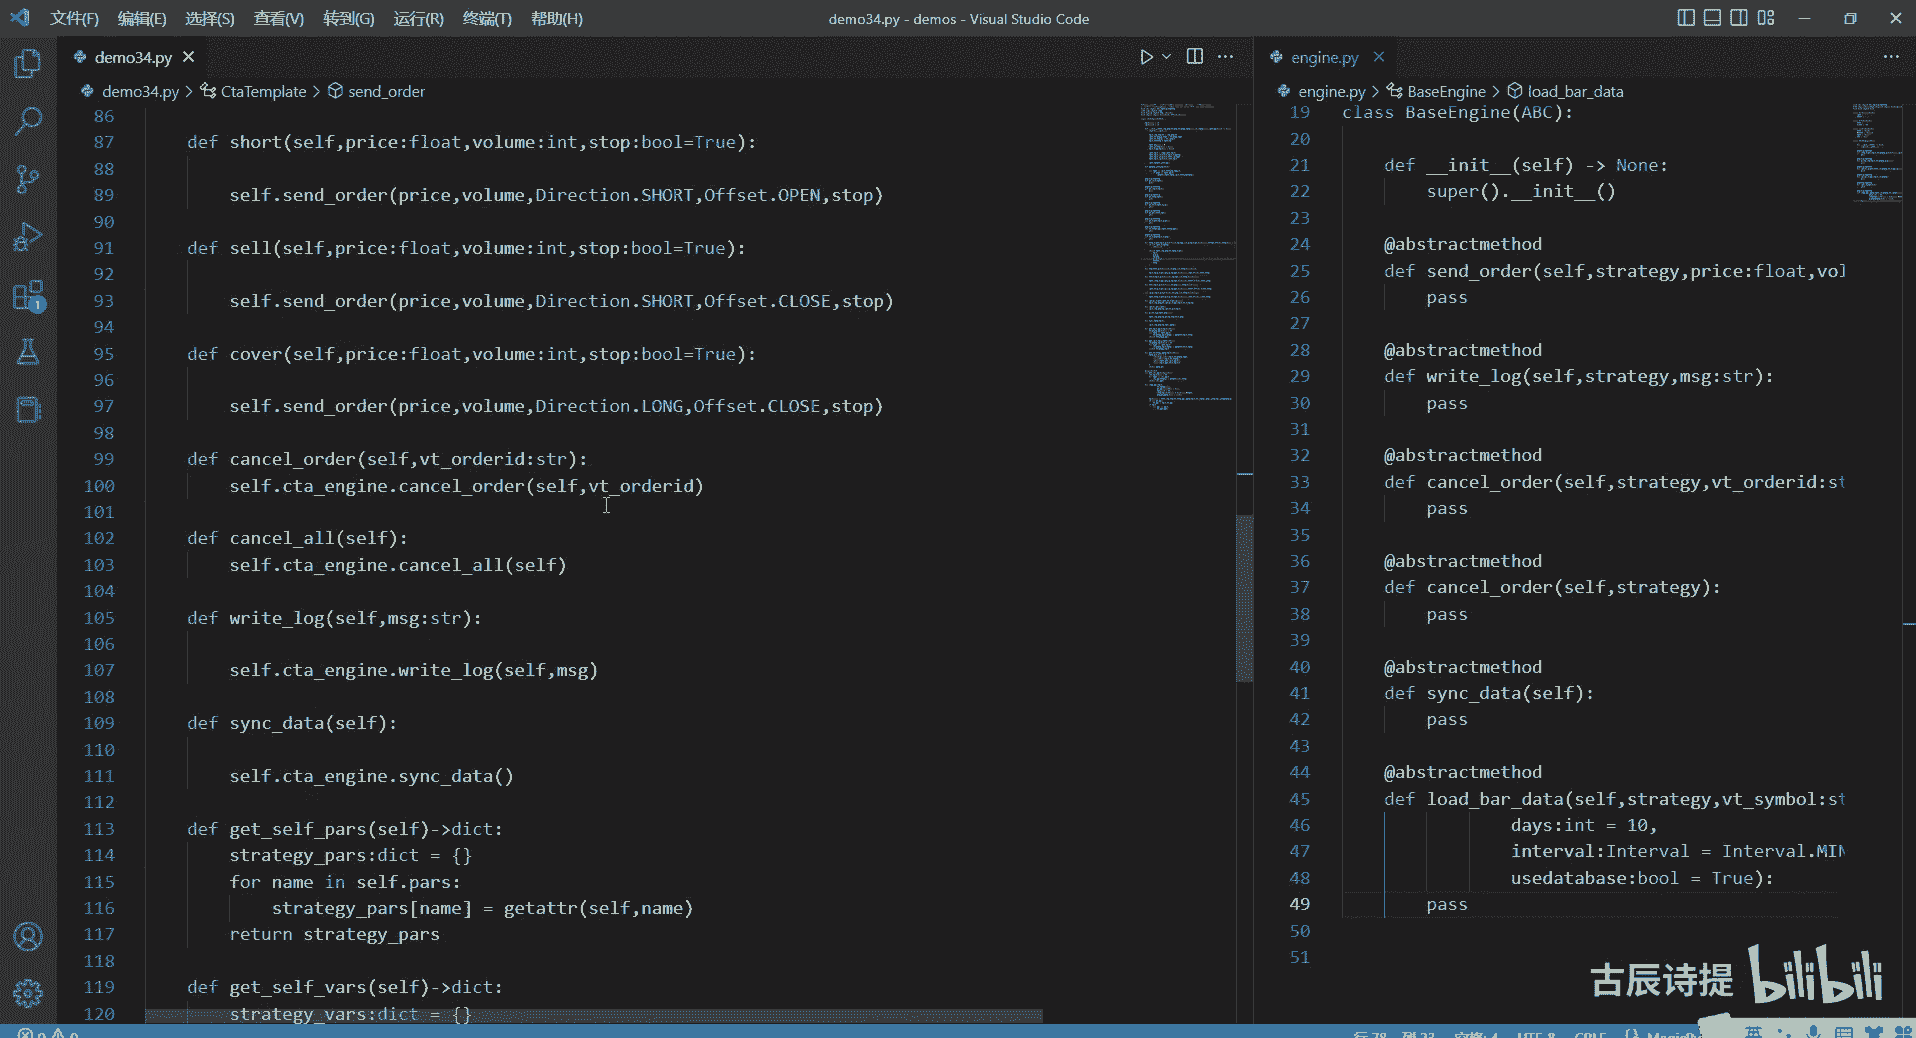 文件(F) 编辑(E) 选择(S) 查看(V) 转到(G) 运行(R) 终端(T) 帮助(H) demo34.py - demos - Visual Studio Code
demo34.py
demo34.py > CtaTemplate > send_order
86
87 def short(self,price:float,volume:int,stop:bool=True):
88
89 self.send_order(price,volume,Direction.SHORT,Offset.OPEN,stop)
90
91 def sell(self,price:float,volume:int,stop:bool=True):
92
93 self.send_order(price,volume,Direction.SHORT,Offset.CLOSE,stop)
94
95 def cover(self,price:float,volume:int,stop:bool=True):
96
97 self.send_order(price,volume,Direction.LONG,Offset.CLOSE,stop)
98
99 def cancel_order(self,vt_orderid:str):
100 self.cta_engine.cancel_order(self,vt_orderid)
101
102 def cancel_all(self):
103 self.cta_engine.cancel_all(self)
104
105 def write_log(self,msg:str):
106
107 self.cta_engine.write_log(self,msg)
108
109 def sync_data(self):
110
111 self.cta_engine.sync_data()
112
113 def get_self_pars(self)->dict:
114 strategy_pars:dict = {}
115 for name in self.pars:
116 strategy_pars[name] = getattr(self,name)
117 return strategy_pars
118
119 def get_self_vars(self)->dict:
120 strategy_vars:dict = {}
engine.py
engine.py > BaseEngine > load_bar_data
19 class BaseEngine(ABC):
20
21 def __init__(self) -> None:
22 super().__init__()
23
24 @abstractmethod
25 def send_order(self,strategy,price:float,vol
26 pass
27
28 @abstractmethod
29 def write_log(self,strategy,msg:str):
30 pass
31
32 @abstractmethod
33 def cancel_order(self,strategy,vt_orderid:st
34 pass
35
36 @abstractmethod
37 def cancel_order(self,strategy):
38 pass
39
40 @abstractmethod
41 def sync_data(self):
42 pass
43
44 @abstractmethod
45 def load_bar_data(self,strategy,vt_symbol:st
46 days:int = 10,
47 interval:Interval = Interval.MIN
48 usedatabase:bool = True):
49 pass
50
51
1
古辰诗提 bilibili